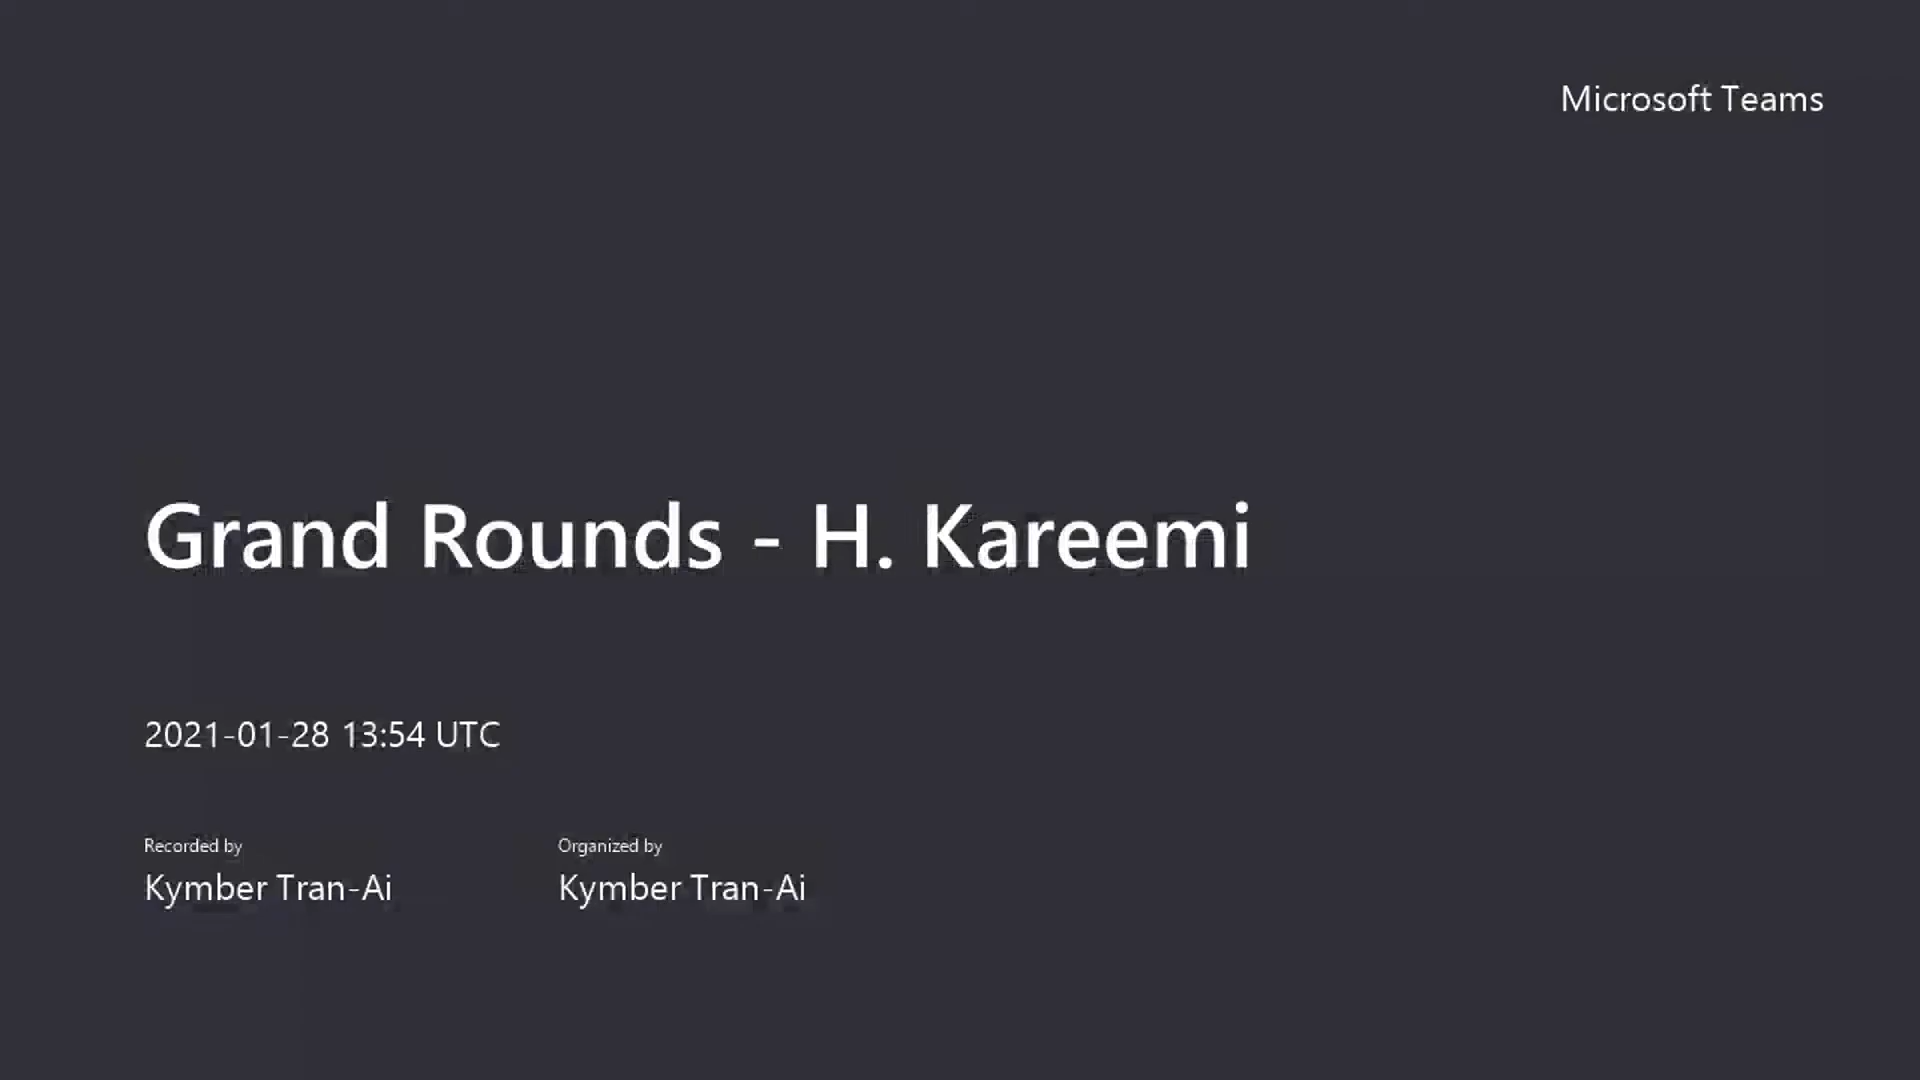 Microsoft Teams
Grand Rounds - H. Kareemi
2021-01-28 13:54 UTC
Recorded by
Kymber Tran-Ai
Organized by
Kymber Tran-Ai